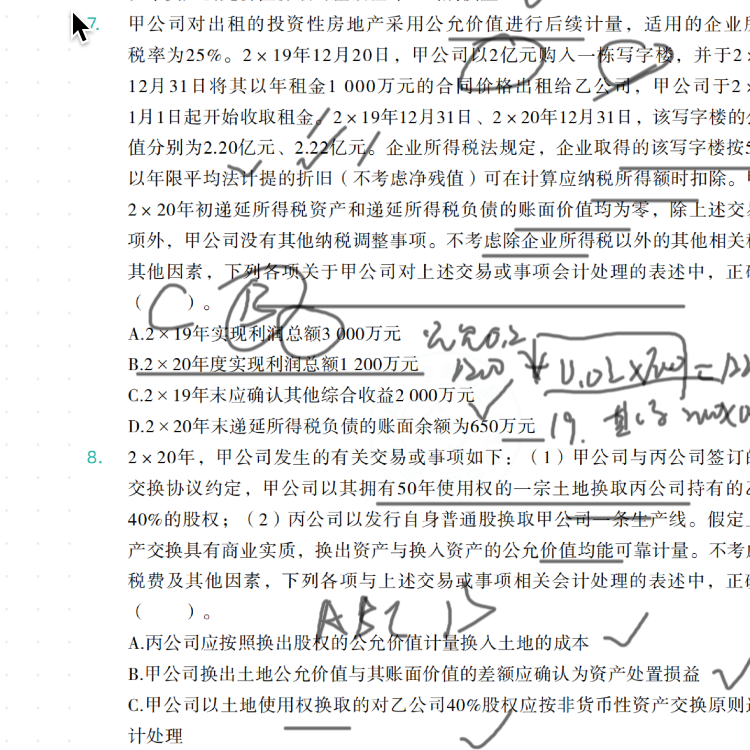 7. 甲公司对出租的投资性房地产采用公允价值进行后续计量，适用的企业所
税率为25%。2×19年12月20日，甲公司以2亿元购入一栋写字楼，并于2×
12月31日将其以年租金1 000万元的合同价格出租给乙公司，甲公司于2×
1月1日起开始收取租金。2×19年12月31日、2×20年12月31日，该写字楼的公
值分别为2.20亿元、2.22亿元。企业所得税法规定，企业取得的该写字楼按5
以年限平均法计提的折旧（不考虑净残值）可在计算应纳税所得额时扣除。
2×20年初递延所得税资产和递延所得税负债的账面价值均为零，除上述交易
项外，甲公司没有其他纳税调整事项。不考虑除企业所得税以外的其他相关税
其他因素，下列各项关于甲公司对上述交易或事项会计处理的表述中，正确
（ ）。
C B
A.2×19年实现利润总额3 000万元
B.2×20年度实现利润总额1 200万元
1200
C.2×19年末应确认其他综合收益2 000万元
D.2×20年末递延所得税负债的账面余额为650万元
19.
8. 2×20年，甲公司发生的有关交易或事项如下：（1）甲公司与丙公司签订的
交换协议约定，甲公司以其拥有50年使用权的一宗土地换取丙公司持有的乙
40%的股权；（2）丙公司以发行自身普通股换取甲公司一条生产线。假定上
产交换具有商业实质，换出资产与换入资产的公允价值均能可靠计量。不考虑
税费及其他因素，下列各项与上述交易或事项相关会计处理的表述中，正确
（ ）。
ABC D
A.丙公司应按照换出股权的公允价值计量换入土地的成本
B.甲公司换出土地公允价值与其账面价值的差额应确认为资产处置损益
C.甲公司以土地使用权换取的对乙公司40%股权应按非货币性资产交换原则进
计处理